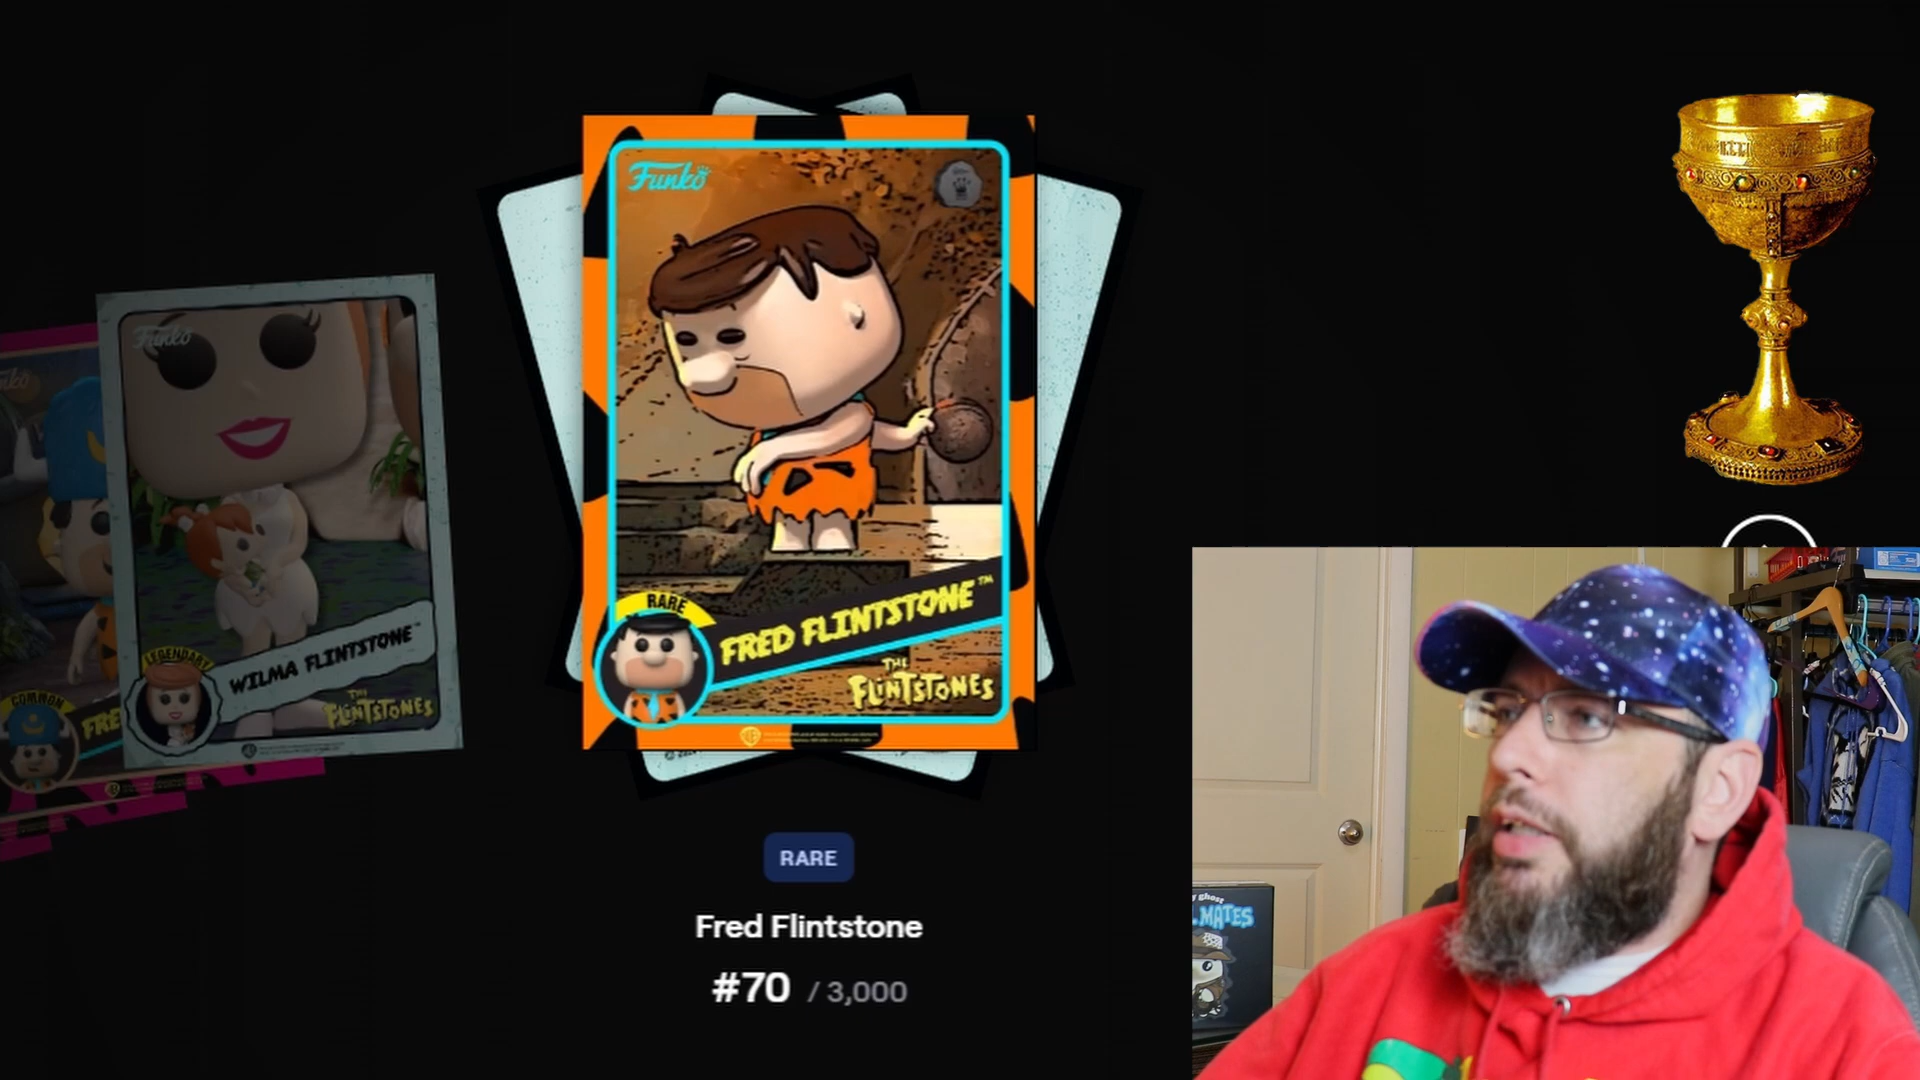 Funko
RARE
FRED FLINTSTONE™
THE
FLINTSTONES
Funko
LEGENDARY
WILMA FLINTSTONE™
THE
FLINTSTONES
COMMON
FRE
RARE
Fred Flintstone
#70 / 3,000
ghost
MATES